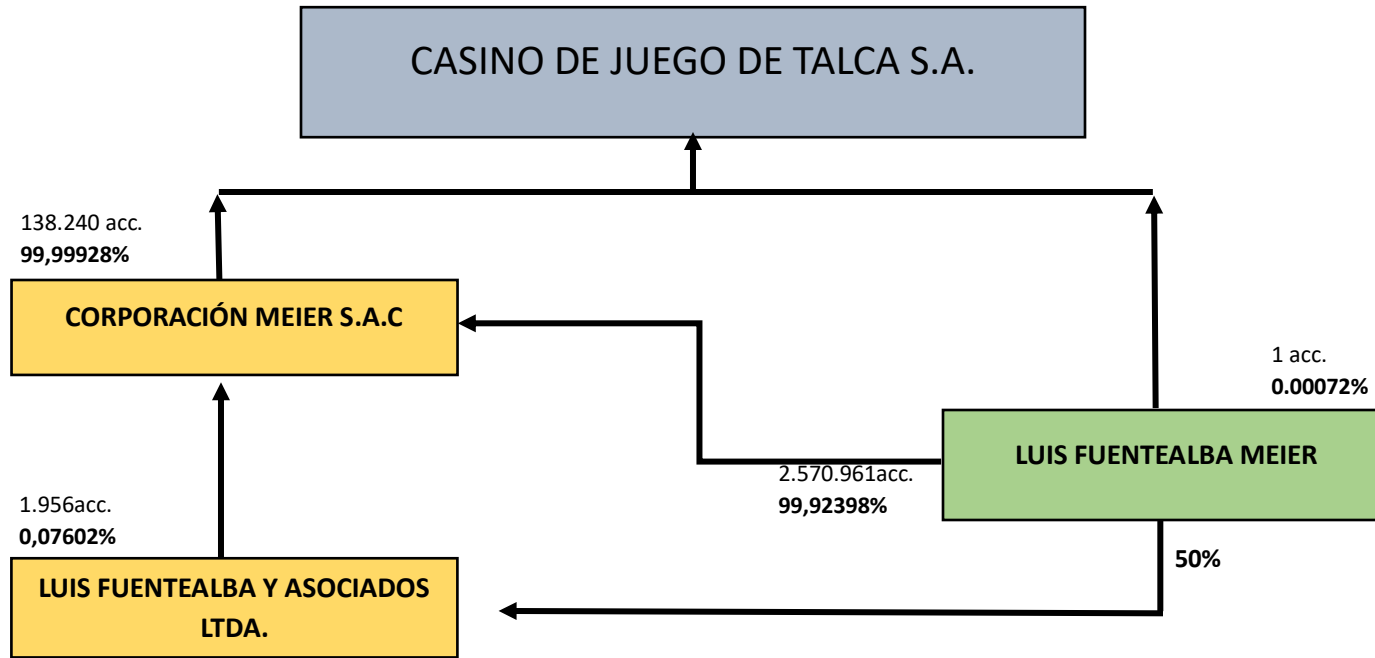 CASINO DE JUEGO DE TALCA S.A.
138.240 acc.
99,99928%
CORPORACIÓN MEIER S.A.C
1 acc.
0.00072%
LUIS FUENTEALBA MEIER
2.570.961acc.
99,92398%
1.956acc.
0,07602%
50%
LUIS FUENTEALBA Y ASOCIADOS
LTDA.